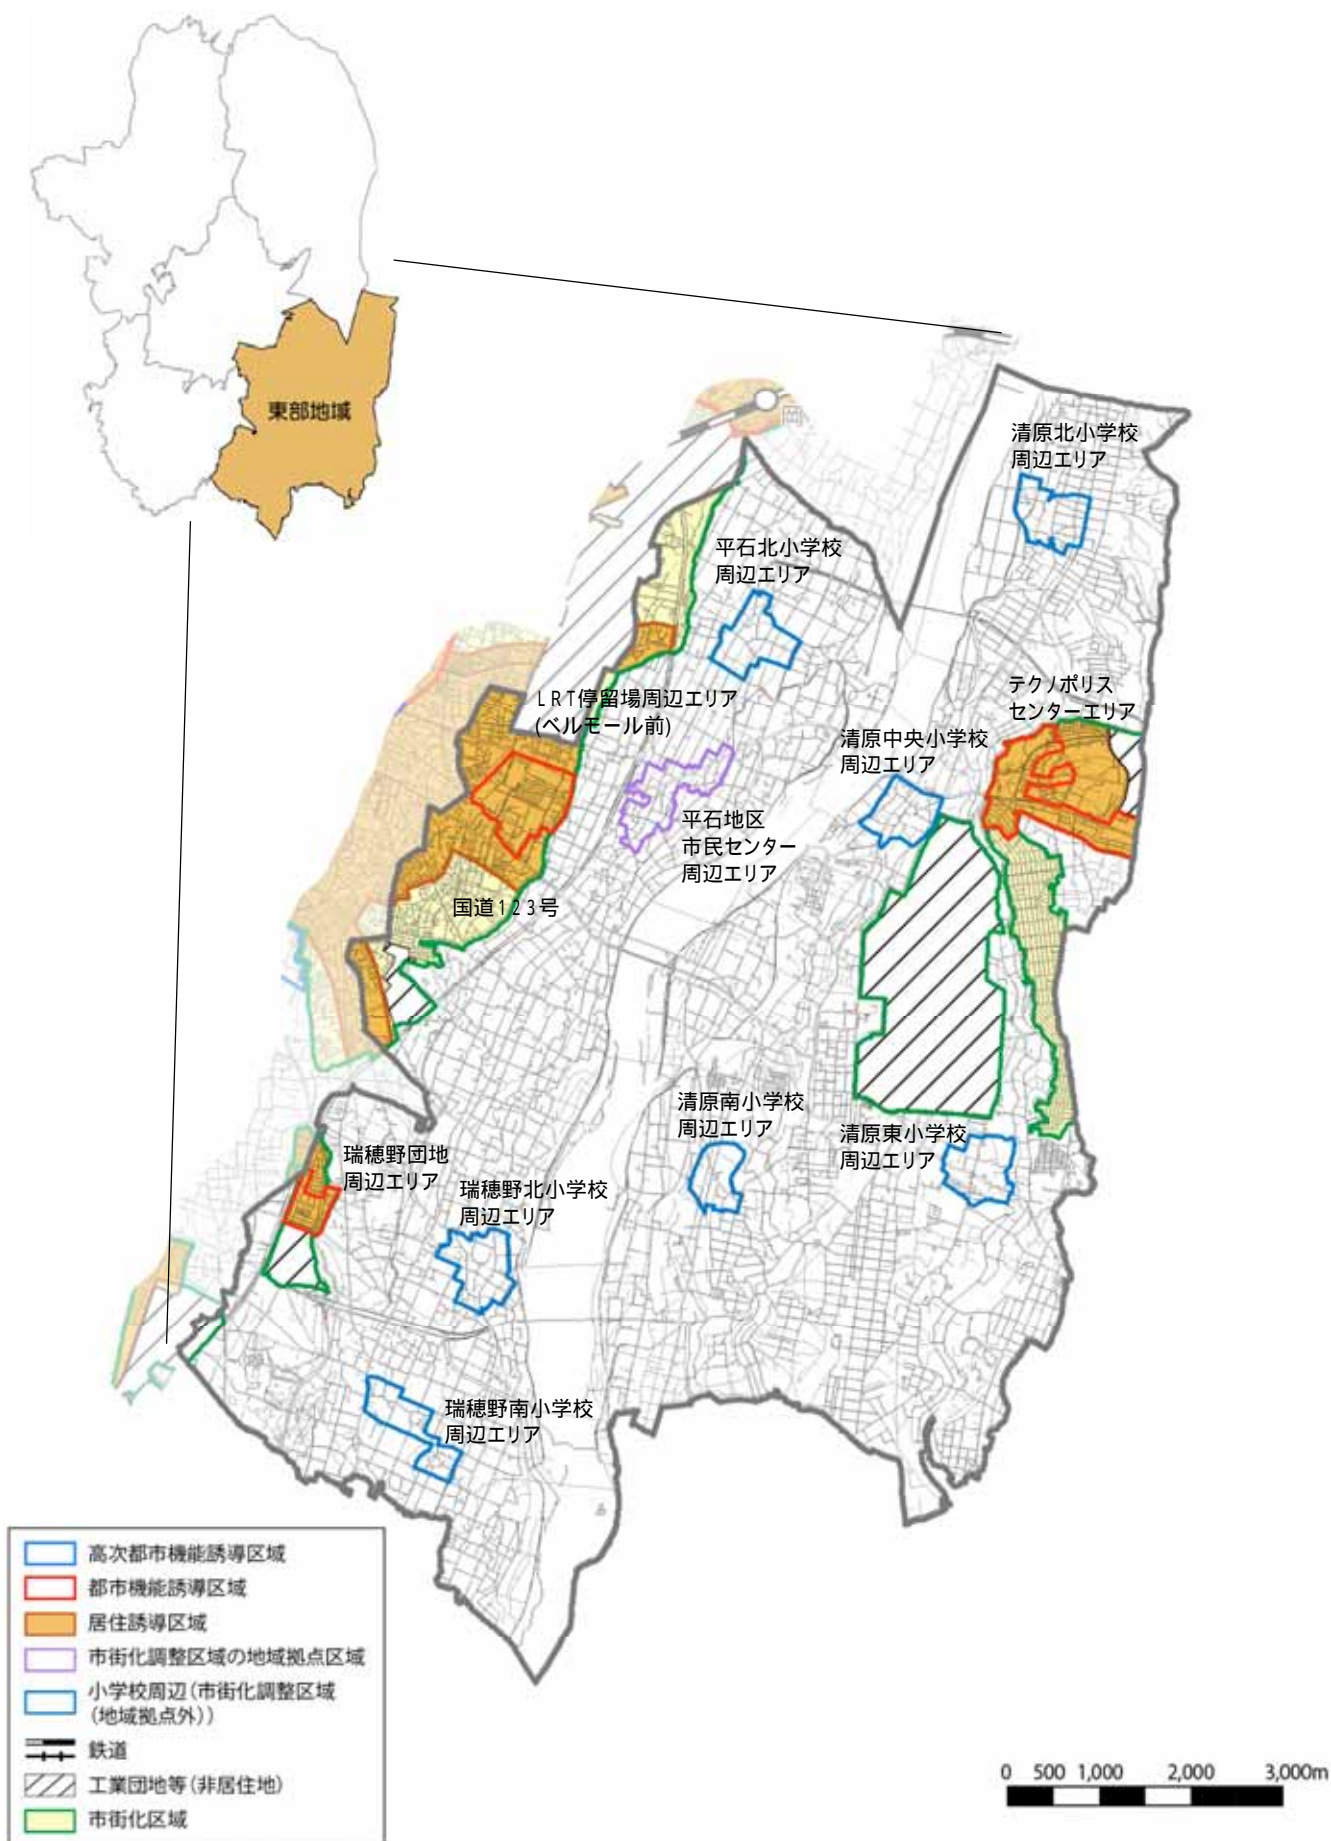 東部地域
岡
清原北小学校
周辺エリア
平石北小学校
周辺エリア
テクノポリス
センターエリア
LRT停留場周辺エリア
(ベルモール前)
清原中央小学校
周辺エリア
平石地区
市民センター
周辺エリア
国道123号
清原南小学校
周辺エリア
清原東小学校
周辺エリア
瑞穂野団地
周辺エリア
瑞穂野北小学校
周辺エリア
瑞穂野南小学校
周辺エリア
高次都市機能誘導区域
都市機能誘導区域
居住誘導区域
市街化調整区域の地域拠点区域
小学校周辺(市街化調整区域
(地域拠点外))
鉄道
工業団地等(非居住地)
市街化区域
0 500 1,000 2,000 3,000m